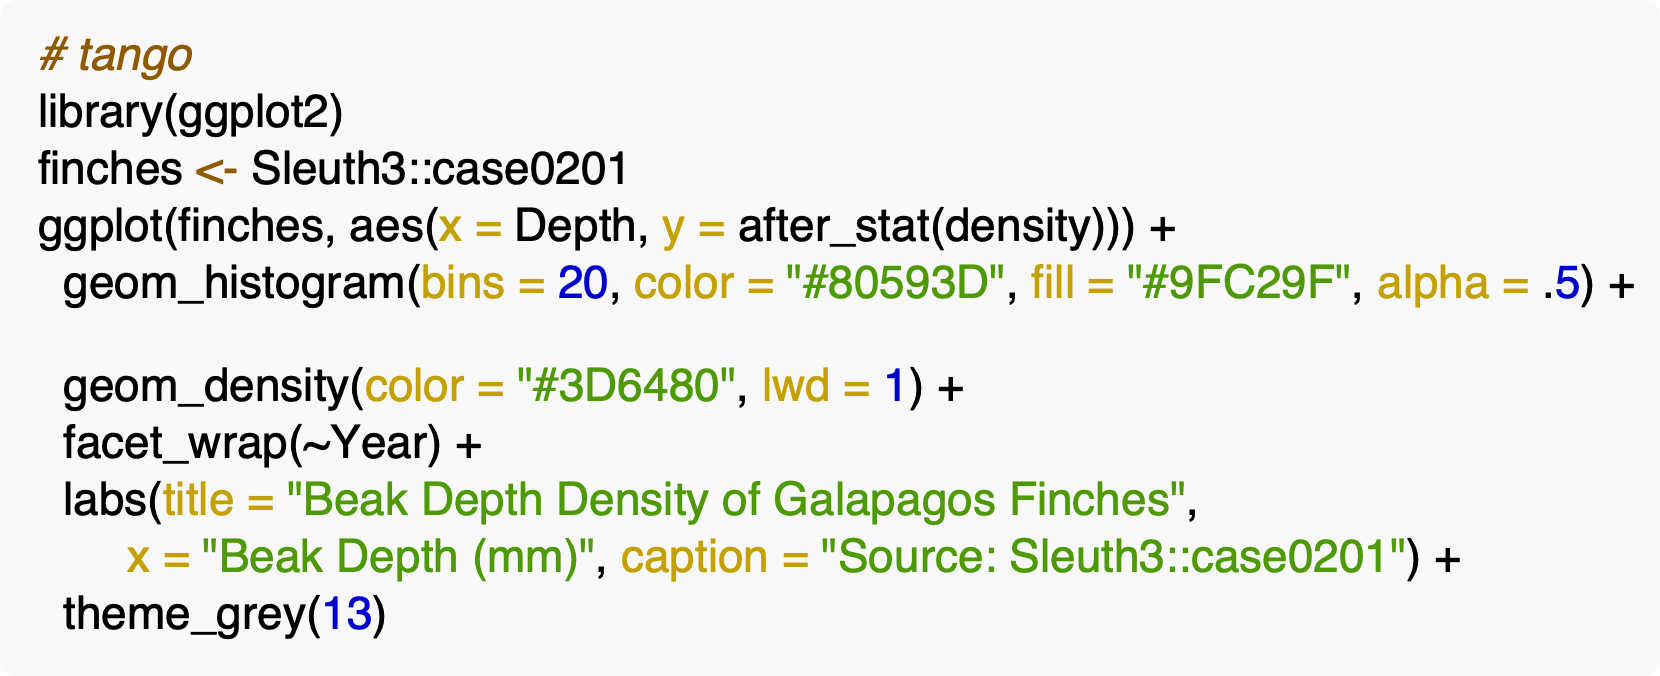 # tango
library(ggplot2)
finches <- Sleuth3::case0201
ggplot(finches, aes(x = Depth, y = after_stat(density))) +
  geom_histogram(bins = 20, color = "#80593D", fill = "#9FC29F", alpha = .5) +
  geom_density(color = "#3D6480", lwd = 1) +
  facet_wrap(~Year) +
  labs(title = "Beak Depth Density of Galapagos Finches",
       x = "Beak Depth (mm)", caption = "Source: Sleuth3::case0201") +
  theme_grey(13)